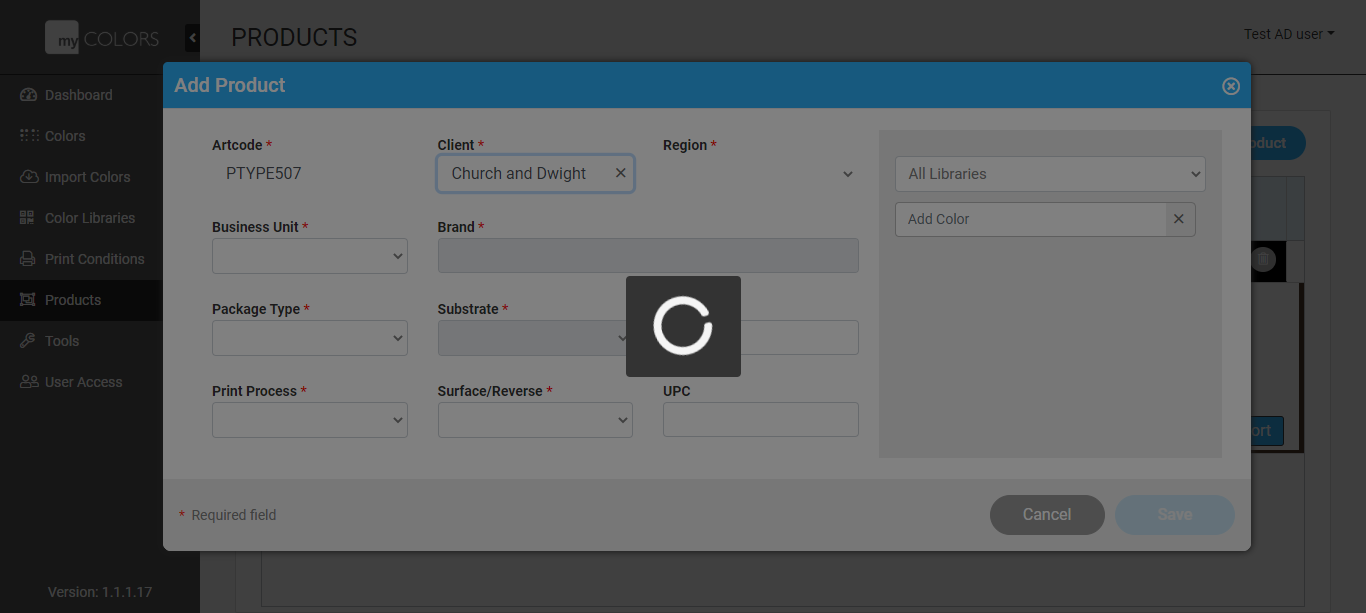 my COLORS
PRODUCTS
Test AD user
Dashboard
Colors
Import Colors
Color Libraries
Print Conditions
Products
Tools
User Access
Version: 1.1.1.17
Add Product
Artcode *
PTYPE507
Client *
Church and Dwight
Region *
Business Unit *
Brand *
Package Type *
Substrate *
Print Process *
Surface/Reverse *
UPC
All Libraries
Add Color
* Required field
Cancel
Save
oduct
ort